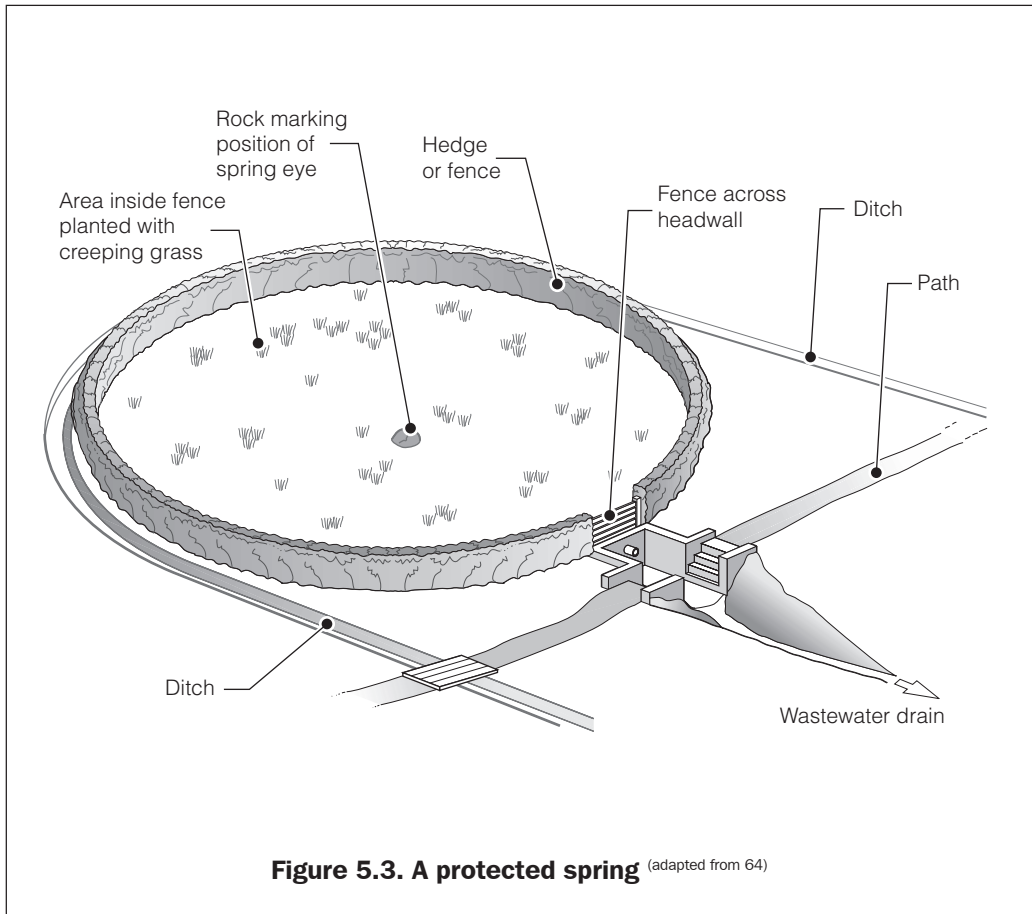 Rock marking
position of
spring eye
Hedge
or fence
Area inside fence
planted with
creeping grass
Fence across
headwall
Ditch
Path
Ditch
Wastewater drain
Figure 5.3. A protected spring (adapted from 64)